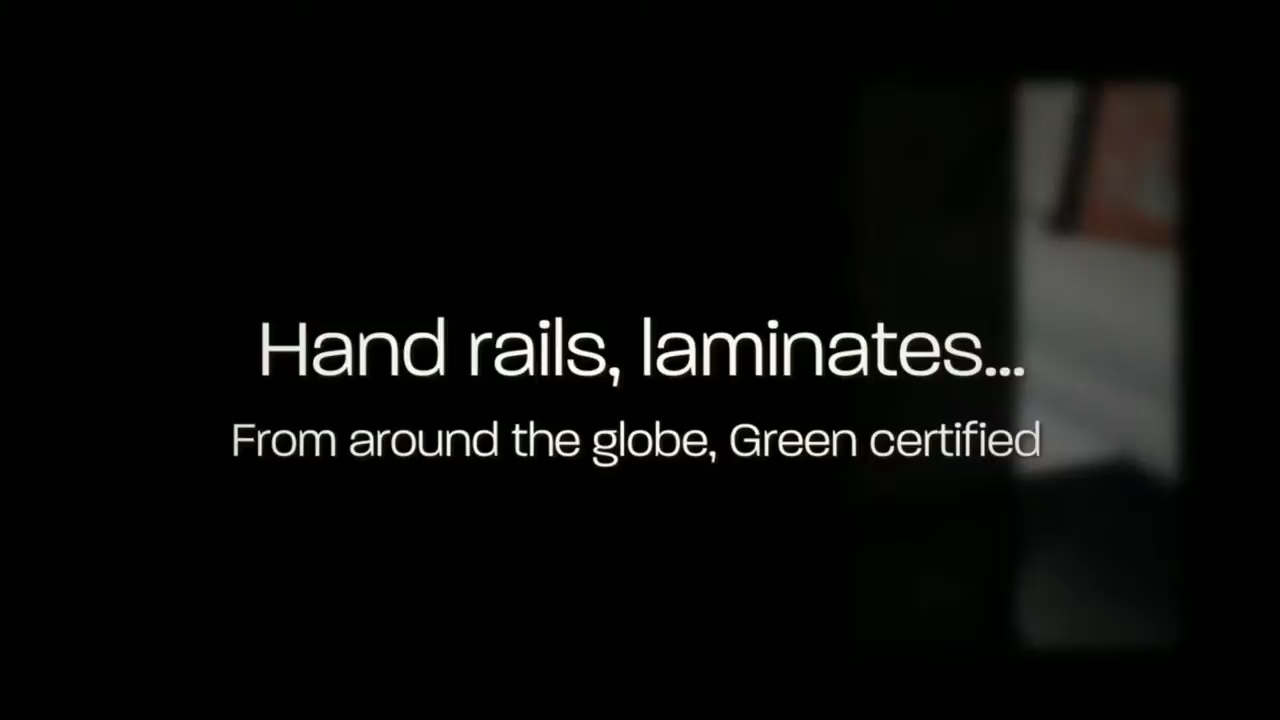 Hand rails, laminates...
From around the globe, Green certified